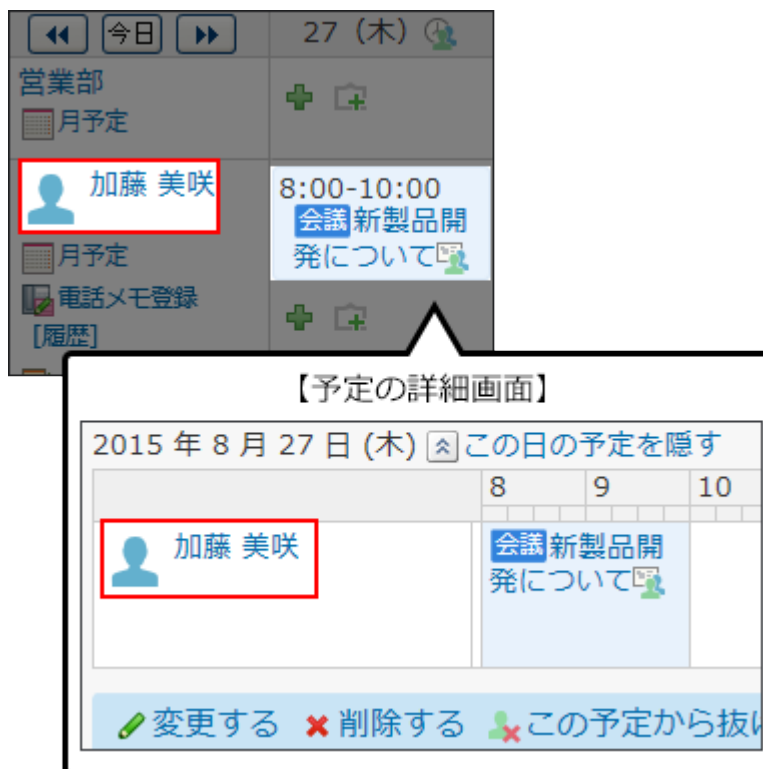 今日
27 (木)
営業部
月予定
加藤 美咲
8:00-10:00
会議 新製品開
発について
月予定
電話メモ登録
[履歴]
【予定の詳細画面】
2015 年 8 月 27 日 (木) この日の予定を隠す
8 9 10
加藤 美咲
会議 新製品開
発について
変更する 削除する この予定から抜